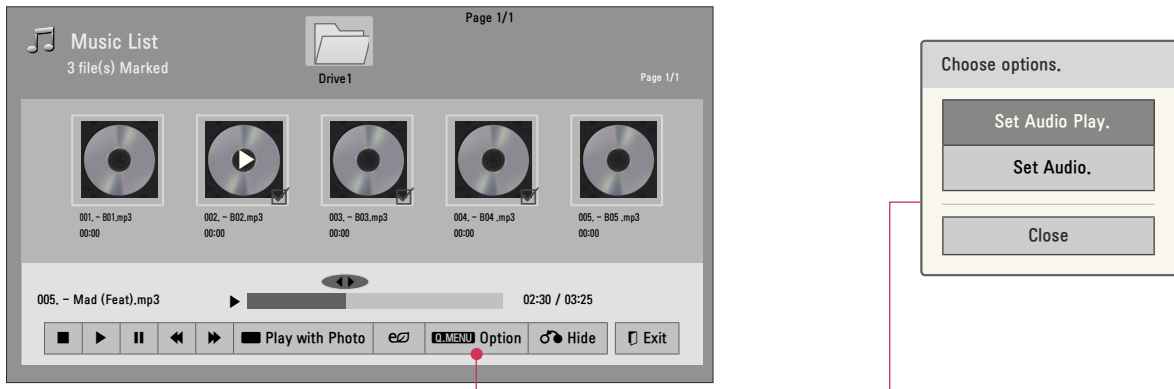 Page 1/1
Music List
3 file(s) Marked
Drive1
Page 1/1
001. - B01.mp3
00:00
002. - B02.mp3
00:00
003. - B03.mp3
00:00
004. - B04 .mp3
00:00
005. - B05 .mp3
00:00
005. - Mad (Feat).mp3
02:30 / 03:25
Play with Photo
Q.MENU Option
Hide
Exit
Choose options.
Set Audio Play.
Set Audio.
Close